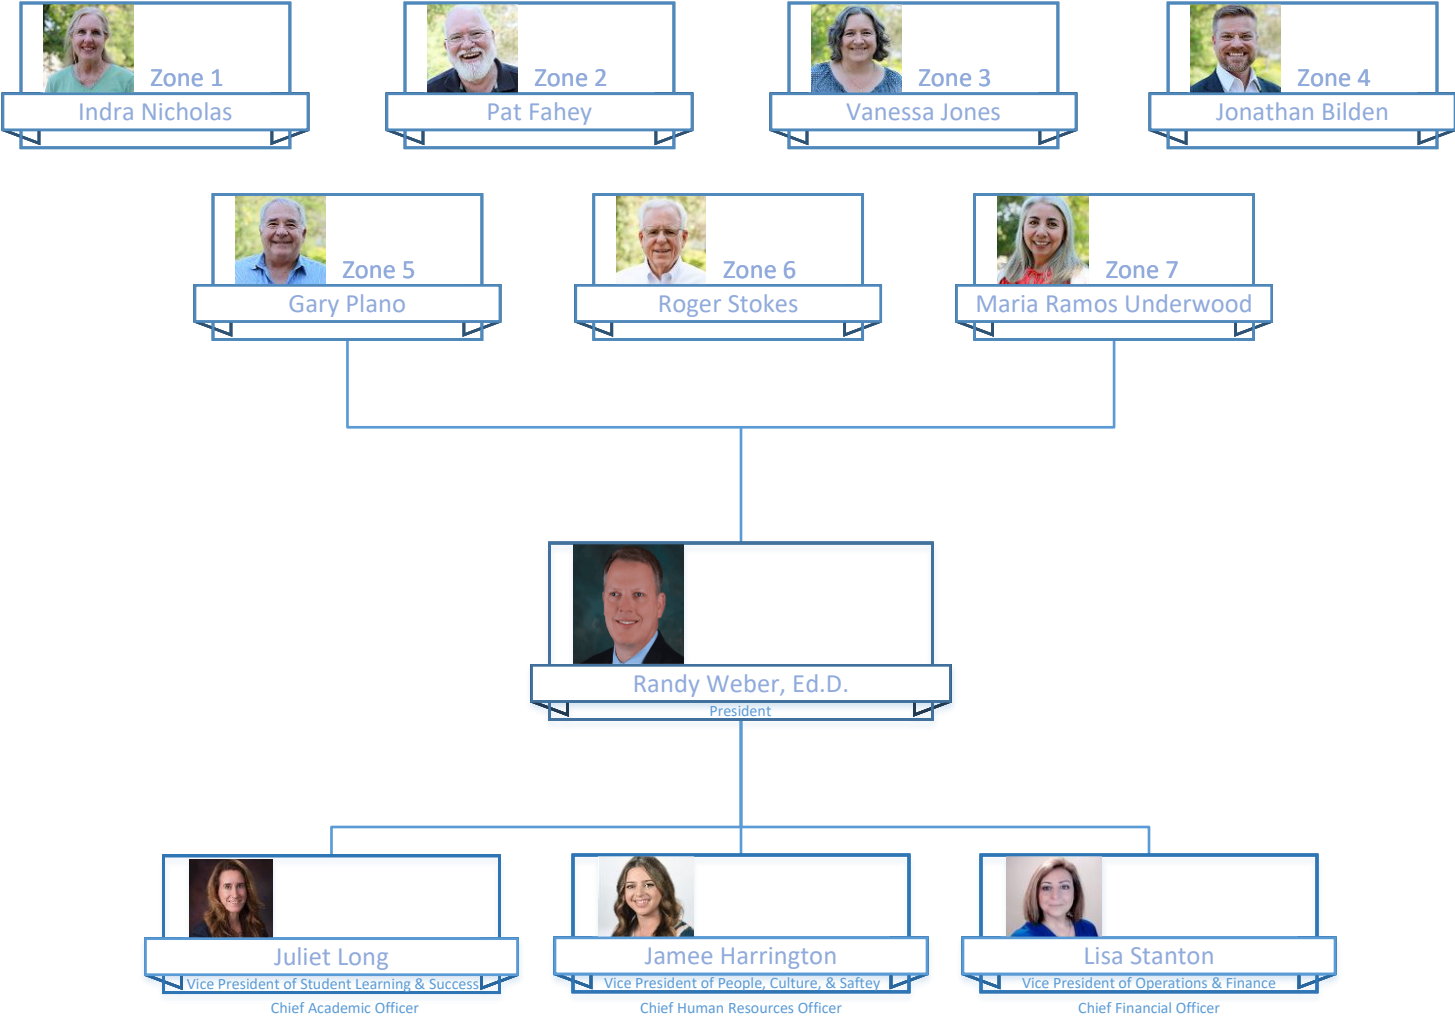 Zone 1
Indra Nicholas
Zone 2
Pat Fahey
Zone 3
Vanessa Jones
Zone 4
Jonathan Bilden
Zone 5
Gary Plano
Zone 6
Roger Stokes
Zone 7
Maria Ramos Underwood
Randy Weber, Ed.D.
President
Juliet Long
Vice President of Student Learning & Success
Chief Academic Officer
Jamee Harrington
Vice President of People, Culture, & Saftey
Chief Human Resources Officer
Lisa Stanton
Vice President of Operations & Finance
Chief Financial Officer